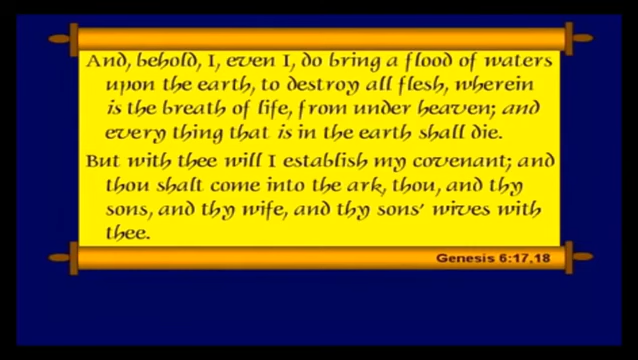 And, behold, I, even I, do bring a flood of waters
upon the earth, to destroy all flesh, wherein
is the breath of life, from under heaven; and
every thing that is in the earth shall die.
But with thee will I establish my covenant; and
thou shalt come into the ark, thou, and thy
sons, and thy wife, and thy sons' wives with
thee.
Genesis 6:17,18